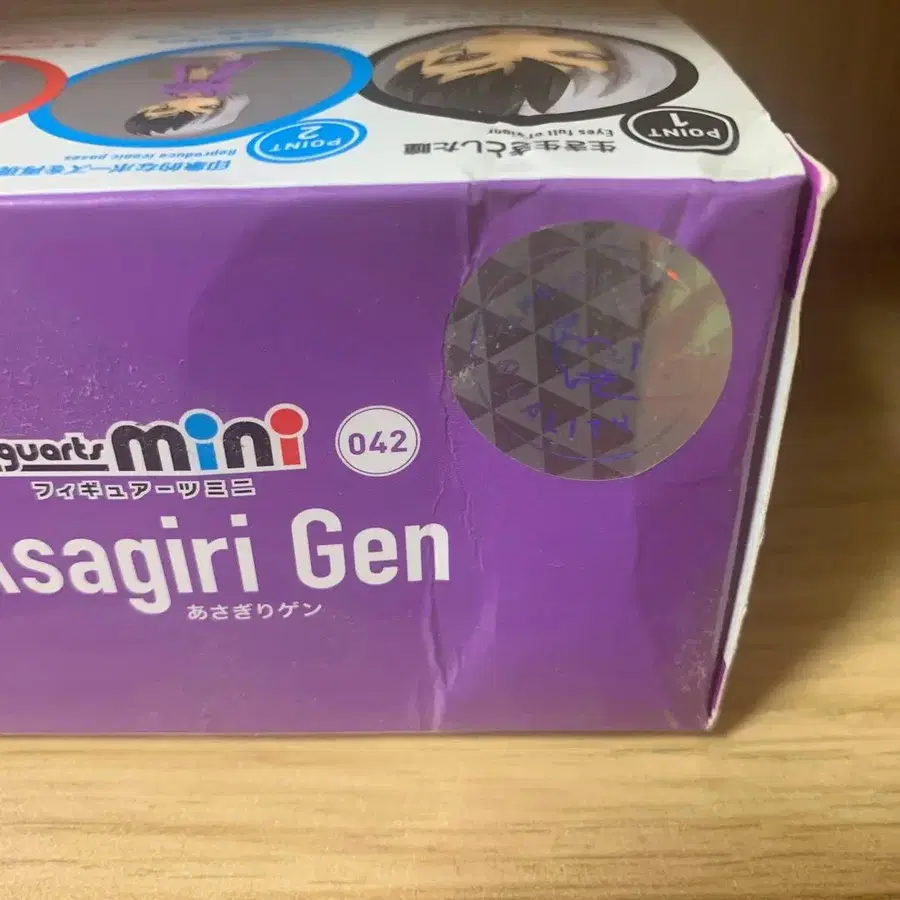 POINT 1
生き生きとした瞳
Eyes full of vigor
POINT 2
印象的なポーズを再現
Reproduce iconic poses
guarts mini
フィギュアーツミニ
042
Asagiri Gen
あさぎりゲン